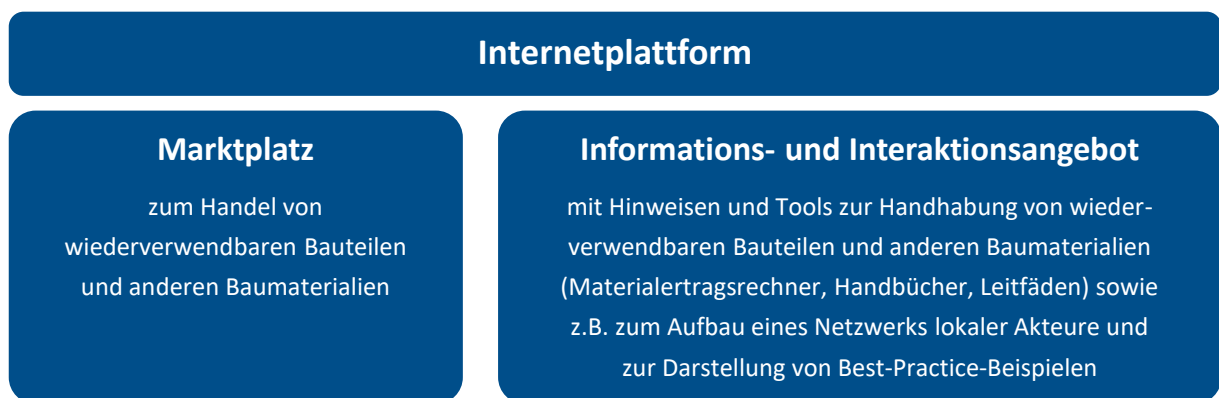 Internetplattform
Marktplatz
zum Handel von
wiederverwendbaren Bauteilen
und anderen Baumaterialien
Informations- und Interaktionsangebot
mit Hinweisen und Tools zur Handhabung von wieder-
verwendbaren Bauteilen und anderen Baumaterialien
(Materialertragsrechner, Handbücher, Leitfäden) sowie
z.B. zum Aufbau eines Netzwerks lokaler Akteure und
zur Darstellung von Best-Practice-Beispielen